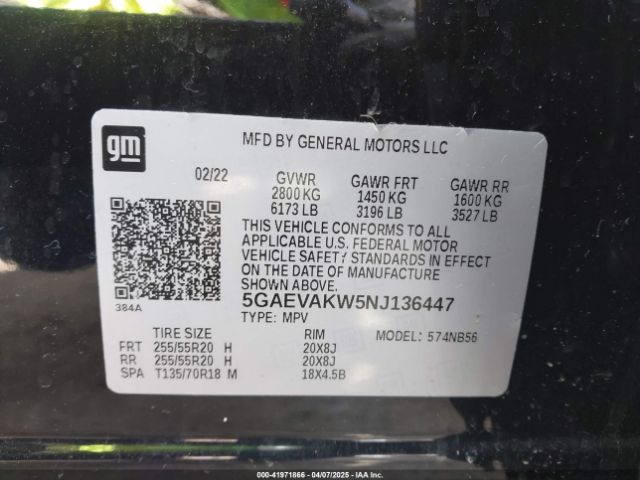 gm
MFD BY GENERAL MOTORS LLC
02/22 GVWR GAWR FRT GAWR RR
2800 KG 1450 KG 1600 KG
6173 LB 3196 LB 3527 LB
THIS VEHICLE CONFORMS TO ALL
APPLICABLE U.S. FEDERAL MOTOR
VEHICLE SAFETY STANDARDS IN EFFECT
ON THE DATE OF MANUFACTURE
SHOWN ABOVE.
384A
5GAEVAKW5NJ136447
TYPE: MPV MODEL: 574NB56
TIRE SIZE RIM
FRT 255/55R20 H 20X8J
RR 255/55R20 H 20X8J
SPA T135/70R18 M 18X4.5B
000-41971866 04/07/2025 IAAI.com